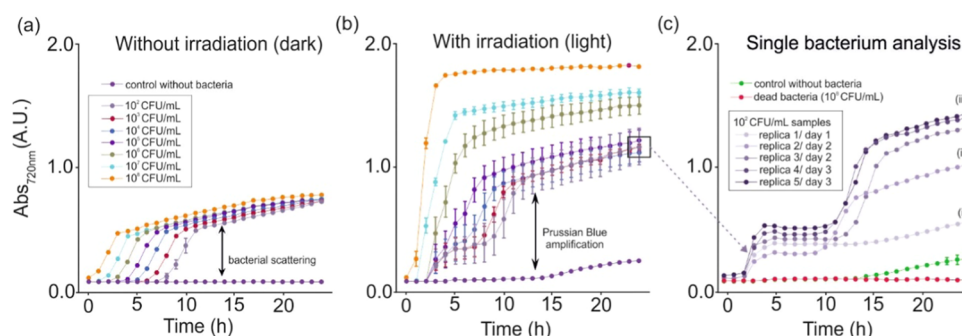 (a)
Without irradiation (dark)
2.0
1.0
0.0
Abs720nm (A.U.)
control without bacteria
10² CFU/mL
10³ CFU/mL
10⁴ CFU/mL
CFU/mL
CFU/mL
CFU/mL
CFU/mL
bacterial scattering
0 5 10 15 20
Time (h)
(b)
With irradiation (light)
2.0
1.0
0.0
Prussian Blue
amplification
0 5 10 15 20
Time (h)
(c)
Single bacterium analysis
2.0
1.0
0.0
control without bacteria
dead bacteria (10² CFU/mL)
10⁰ CFU/mL samples
replica 1/ day 1
replica 2/ day 2
replica 3/ day 2
replica 4/ day 3
replica 5/ day 3
(i
(i
(i
0 5 10 15 20
Time (h)